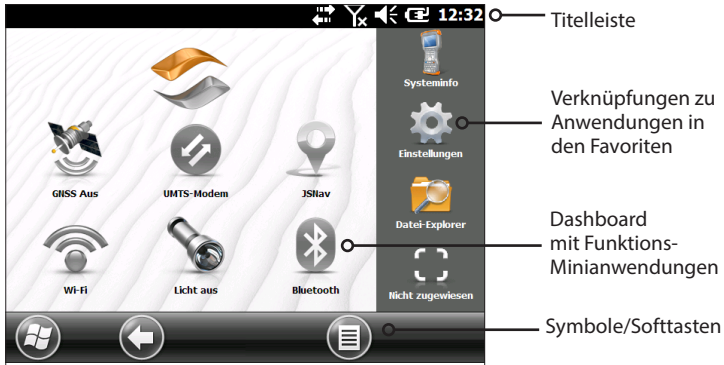 12:32
Titelleiste
Systeminfo
Verknüpfungen zu
Anwendungen in
den Favoriten
Einstellungen
GNSS Aus
UMTS-Modem
JSNav
Datei-Explorer
Dashboard
mit Funktions-
Minianwendungen
Wi-Fi
Licht aus
Bluetooth
Nicht zugewiesen
Symbole/Softtasten